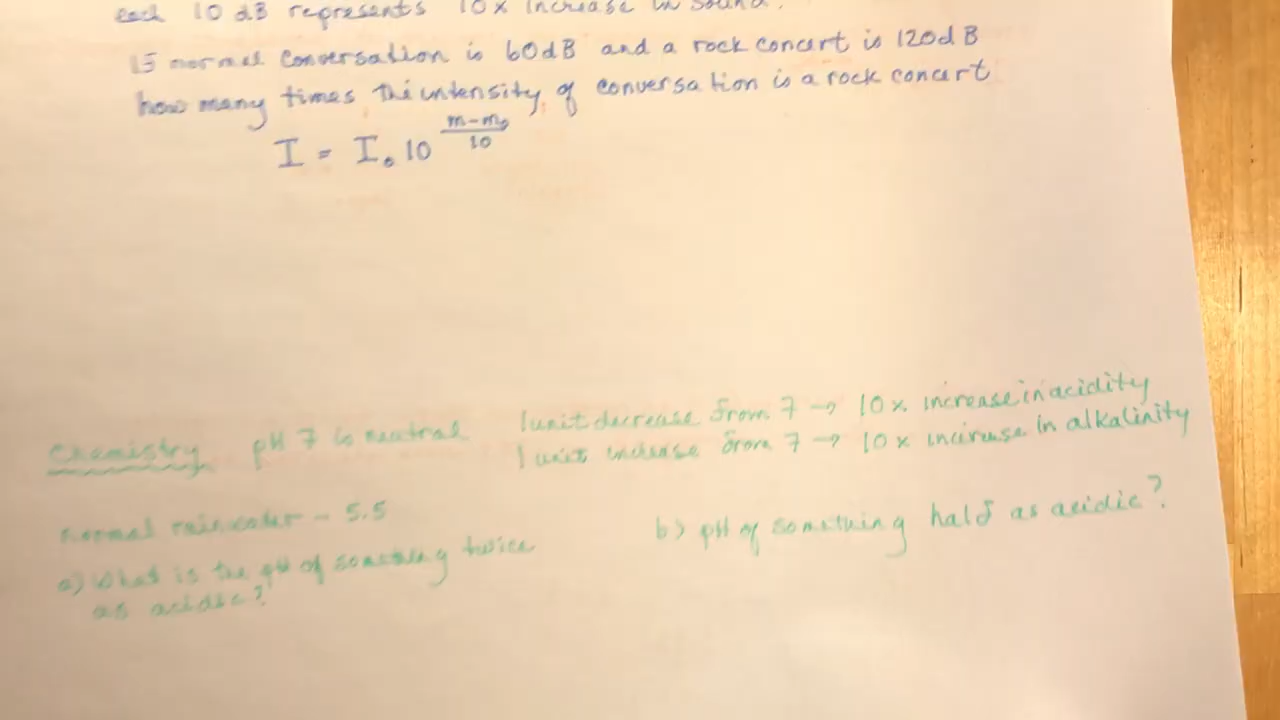 each 10 dB represents 10x increase in sound.
If normal conversation is 60dB and a rock concert is 120dB
how many times the intensity of conversation is a rock concert
I = I₀ 10^((m-m₀)/10)
Chemistry pH 7 is neutral 1 unit decrease from 7 → 10x increase in acidity
1 unit increase from 7 → 10x increase in alkalinity
Normal rainwater - 5.5
a) What is the pH of something twice
as acidic?
b) pH of something half as acidic?